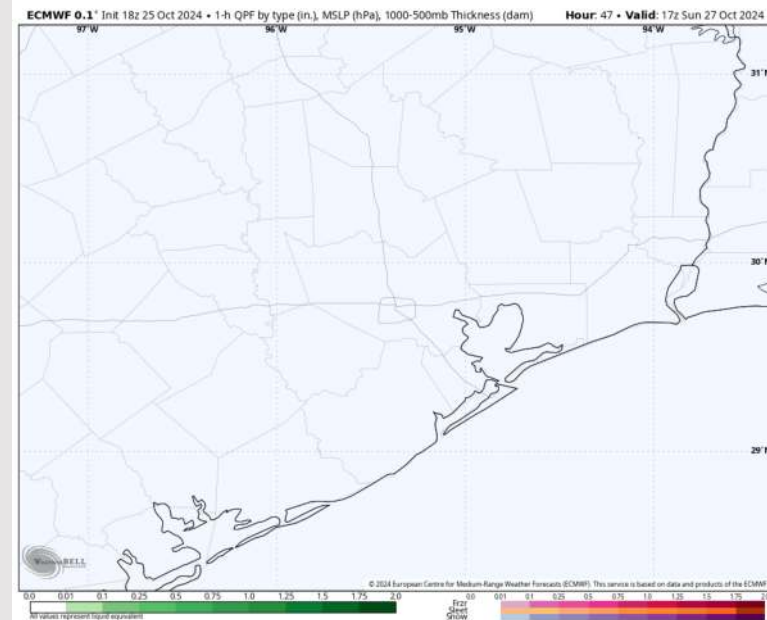 ECMWF 0.1° Init 18z 25 Oct 2024 • 1-h QPF by type (in.), MSLP (hPa), 1000-500mb Thickness (dam) Hour: 47 • Valid: 17z Sun 27 Oct 2024
97°W 96°W 95°W 94°W
31°N
30°N
29°N
WeatherBELL
© 2024 European Centre for Medium-Range Weather Forecasts (ECMWF). This service is based on data and products of the ECMWF
0.0 0.01 0.1 0.25 0.5 0.75 1.0 1.25 1.5 1.75 2.0
All values represent liquid equivalent
0.0 0.01 0.1 0.25 0.5 0.75 1.0 1.25 1.5 1.75
Frzr
Sleet
Snow